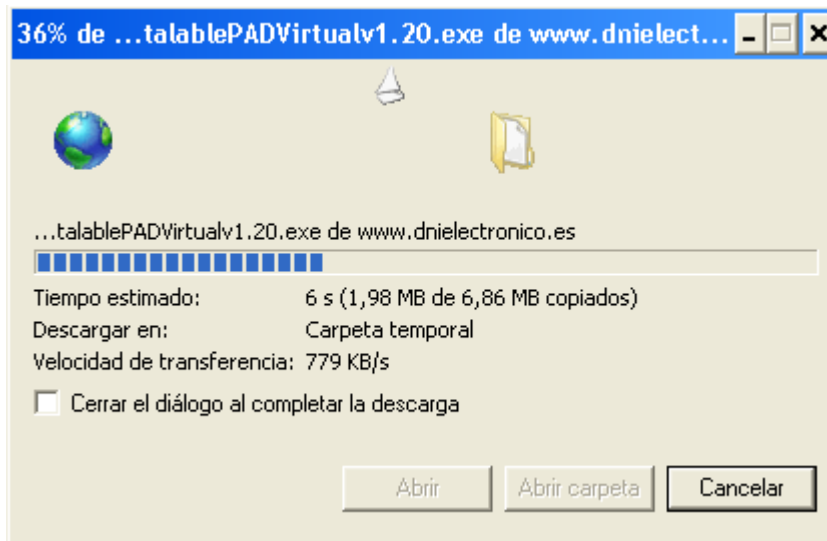 36% de ...talablePADVirtualv1.20.exe de www.dnielect...
...talablePADVirtualv1.20.exe de www.dnielectronico.es
Tiempo estimado: 6 s (1,98 MB de 6,86 MB copiados)
Descargar en: Carpeta temporal
Velocidad de transferencia: 779 KB/s
Cerrar el diálogo al completar la descarga
Abrir Abrir carpeta Cancelar